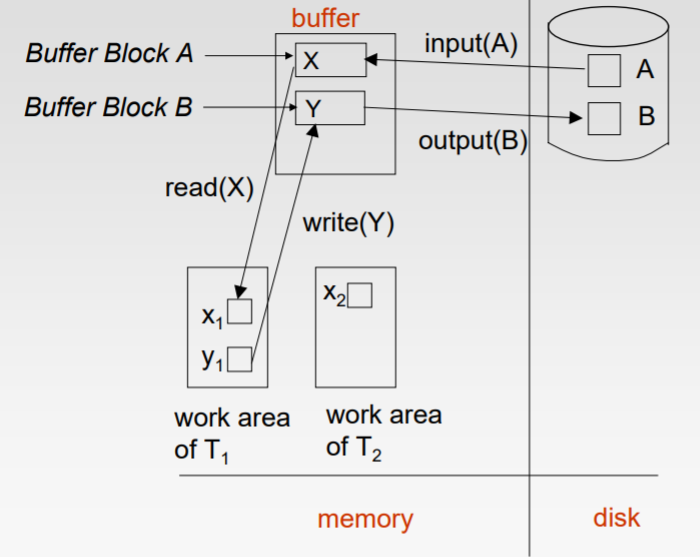 buffer
Buffer Block A
X
input(A)
A
Buffer Block B
Y
B
output(B)
read(X)
write(Y)
x₁
x₂
y₁
work area
of T₁
work area
of T₂
memory
disk